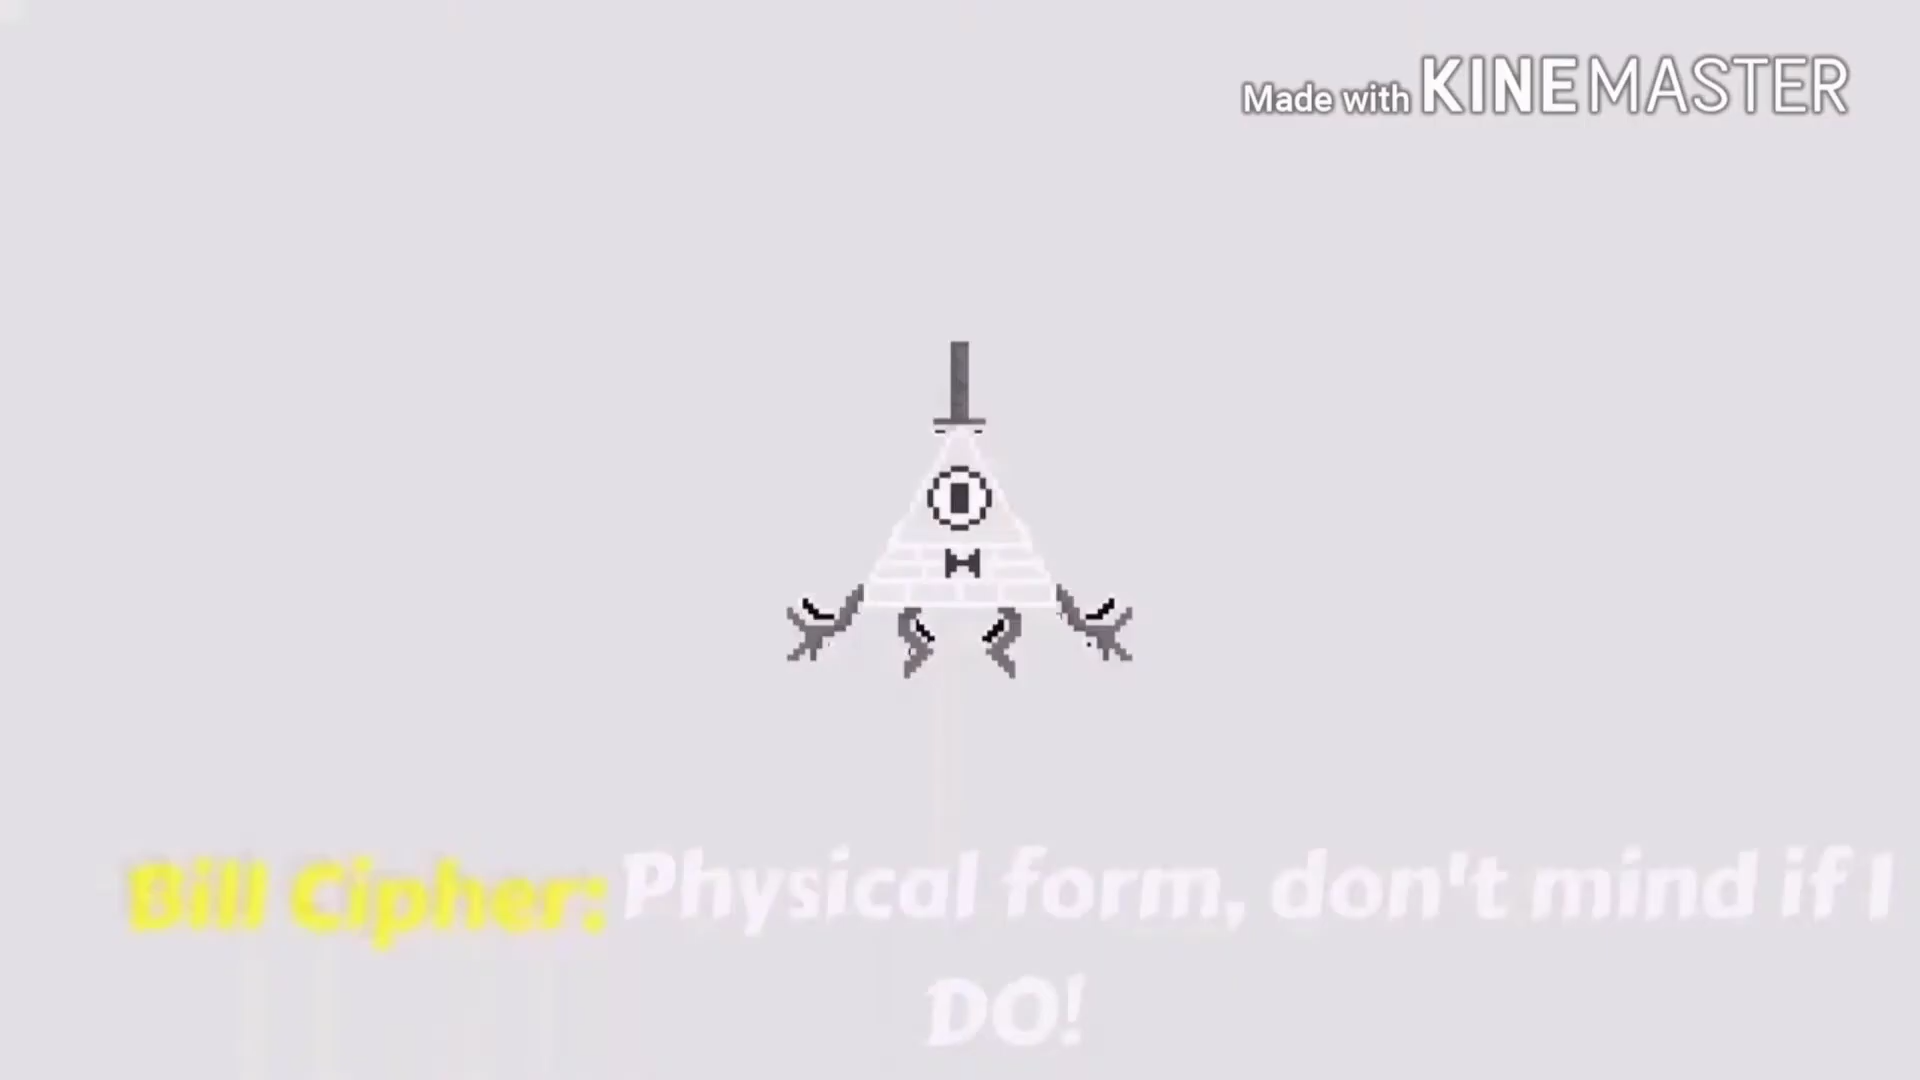 Made with KINEMASTER
Bill Cipher: Physical form, don't mind if I
DO!